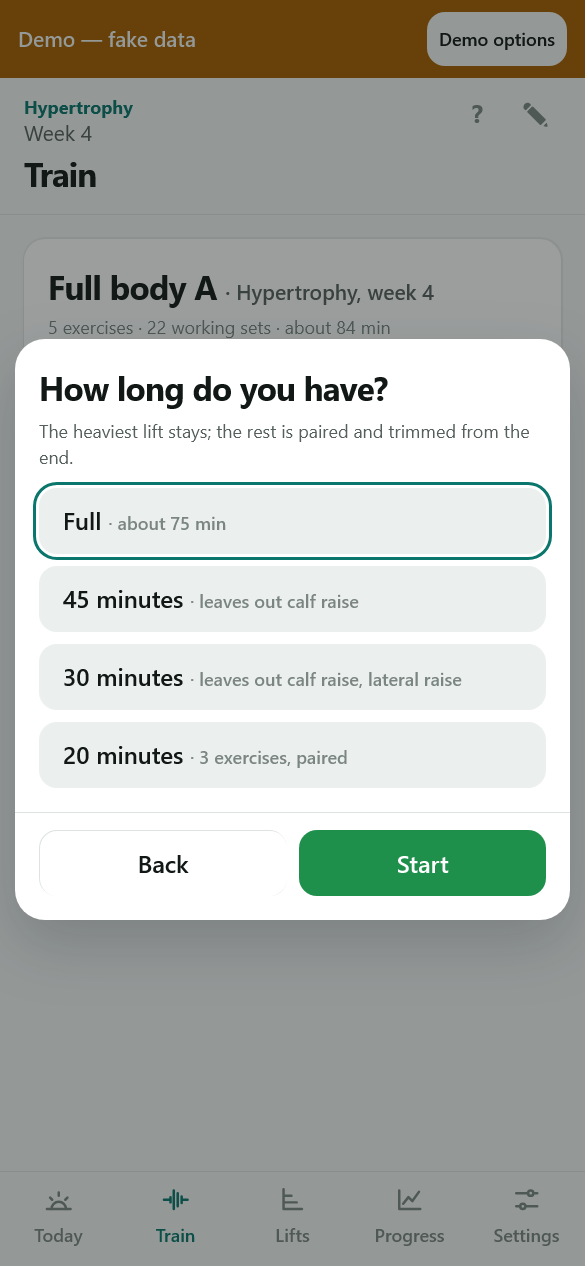 Demo — fake data
Demo options
Hypertrophy
Week 4
?
Train
Full body A · Hypertrophy, week 4
5 exercises · 22 working sets · about 84 min
How long do you have?
The heaviest lift stays; the rest is paired and trimmed from the
end.
Full · about 75 min
45 minutes · leaves out calf raise
30 minutes · leaves out calf raise, lateral raise
20 minutes · 3 exercises, paired
Back
Start
Today
Train
Lifts
Progress
Settings